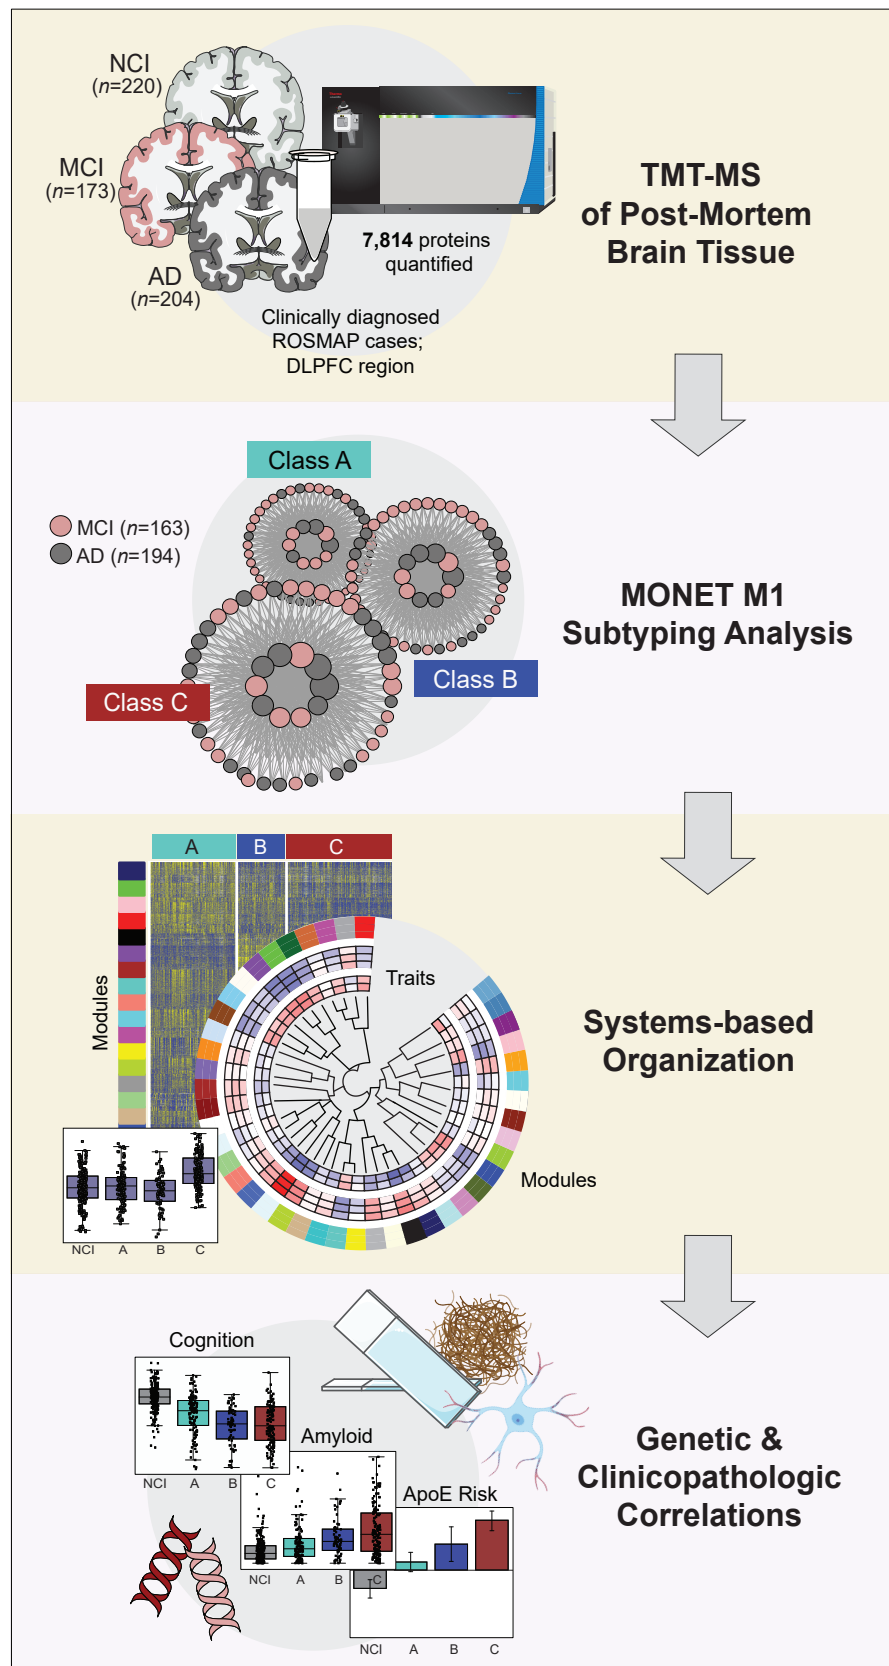 NCI
(n=220)
MCI
(n=173)
AD
(n=204)
7,814 proteins
quantified
Clinically diagnosed
ROSMAP cases;
DLPFC region
TMT-MS
of Post-Mortem
Brain Tissue
Class A
MCI (n=163)
AD (n=194)
Class B
Class C
MONET M1
Subtyping Analysis
A B C
Modules
Traits
Modules
NCI A B C
Systems-based
Organization
Cognition
NCI A B C
Amyloid
NCI A B C
ApoE Risk
NCI A B C
Genetic &
Clinicopathologic
Correlations